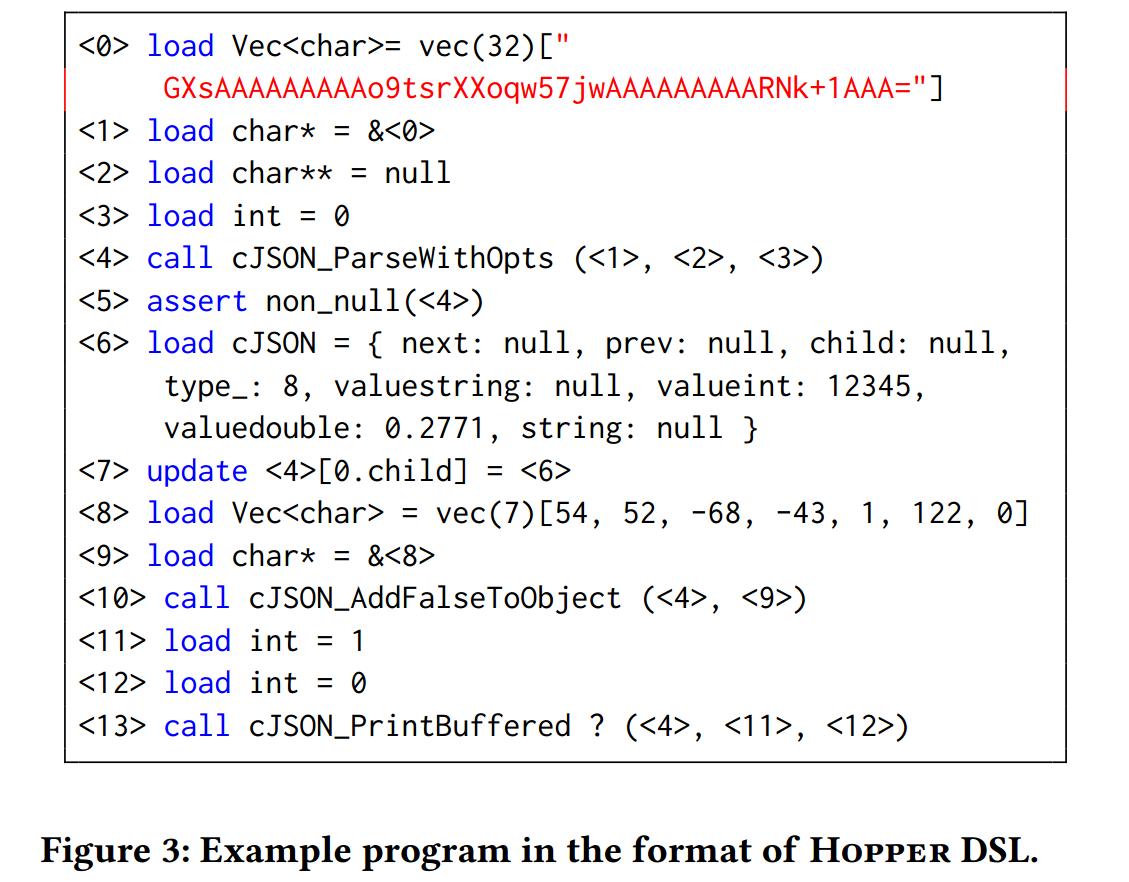 <0> load Vec<char>= vec(32)["
GXsAAAAAAAAAo9tsrXXoqw57jwAAAAAAAAARNk+1AAA="]
<1> load char* = &<0>
<2> load char** = null
<3> load int = 0
<4> call cJSON_ParseWithOpts (<1>, <2>, <3>)
<5> assert non_null(<4>)
<6> load cJSON = { next: null, prev: null, child: null,
type_: 8, valuestring: null, valueint: 12345,
valuedouble: 0.2771, string: null }
<7> update <4>[0.child] = <6>
<8> load Vec<char> = vec(7)[54, 52, -68, -43, 1, 122, 0]
<9> load char* = &<8>
<10> call cJSON_AddFalseToObject (<4>, <9>)
<11> load int = 1
<12> load int = 0
<13> call cJSON_PrintBuffered ? (<4>, <11>, <12>)
Figure 3: Example program in the format of HOPPER DSL.